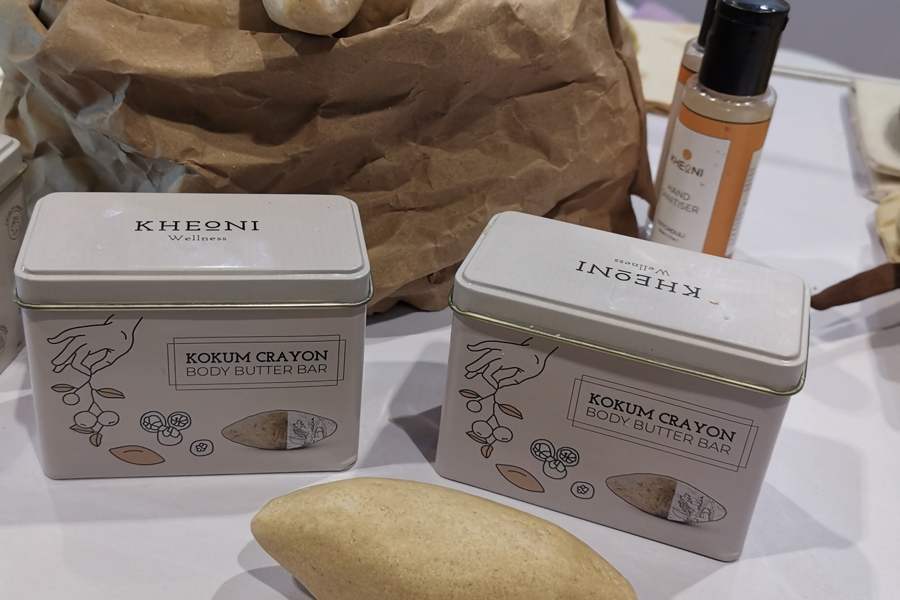 KHEONI
Wellness
KOKUM CRAYON
BODY BUTTER BAR
KHEONI
Wellness
KOKUM CRAYON
BODY BUTTER BAR
KHEONI
HAND
SANITISER